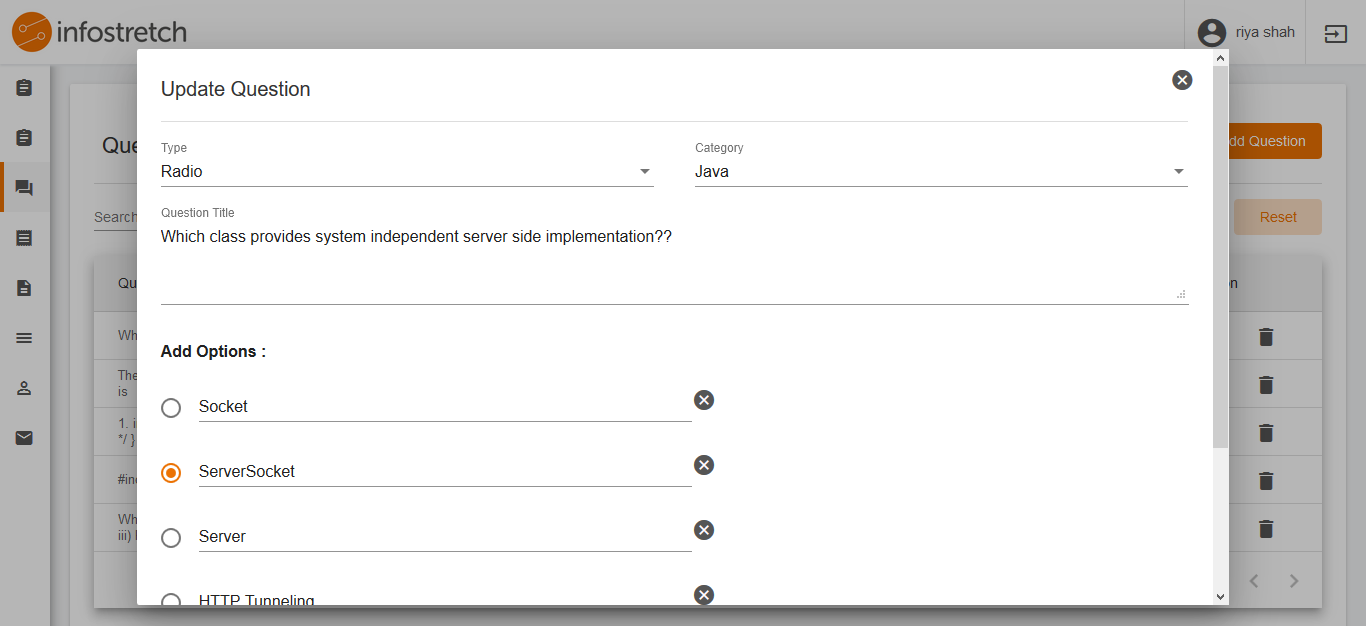 infostretch
riya shah
Update Question
Que
dd Question
Type
Category
Radio
Java
Search
Reset
Question Title
Which class provides system independent server side implementation??
Qu
n
Wh
Add Options :
The
is
Socket
1. i
*/ }
ServerSocket
#in
Wh
iii)
Server
HTTP Tunneling